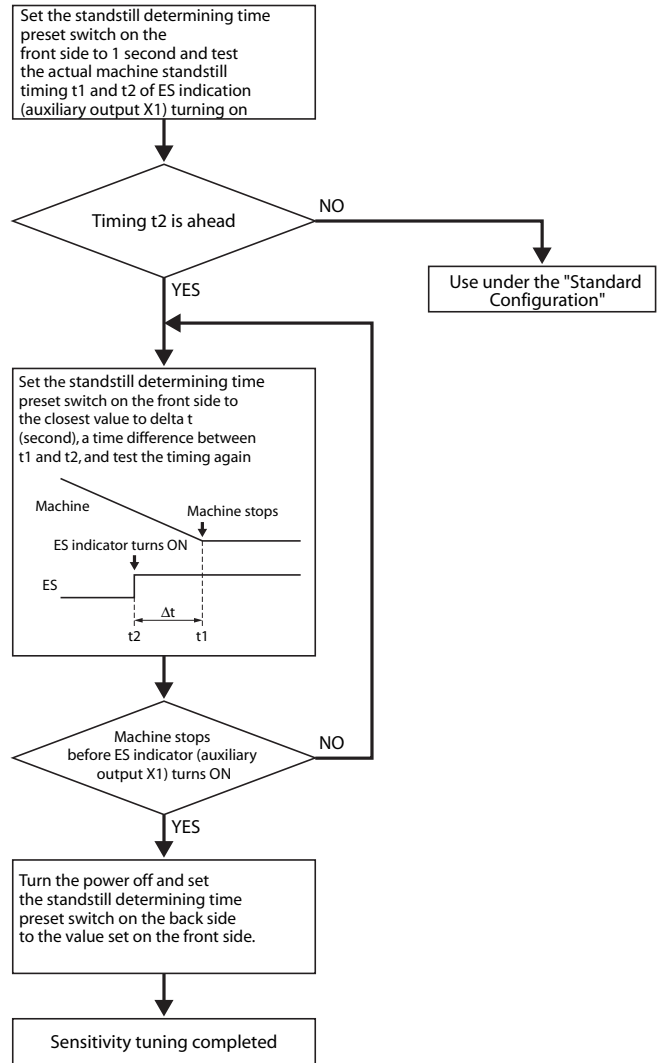 Set the standstill determining time
preset switch on the
front side to 1 second and test
the actual machine standstill
timing t1 and t2 of ES indication
(auxiliary output X1) turning on
Timing t2 is ahead
NO
Use under the "Standard
Configuration"
YES
Set the standstill determining time
preset switch on the front side to
the closest value to delta t
(second), a time difference between
t1 and t2, and test the timing again
Machine
Machine stops
ES indicator turns ON
ES
Δt
t2
t1
Machine stops
before ES indicator (auxiliary
output X1) turns ON
NO
YES
Turn the power off and set
the standstill determining time
preset switch on the back side
to the value set on the front side.
Sensitivity tuning completed